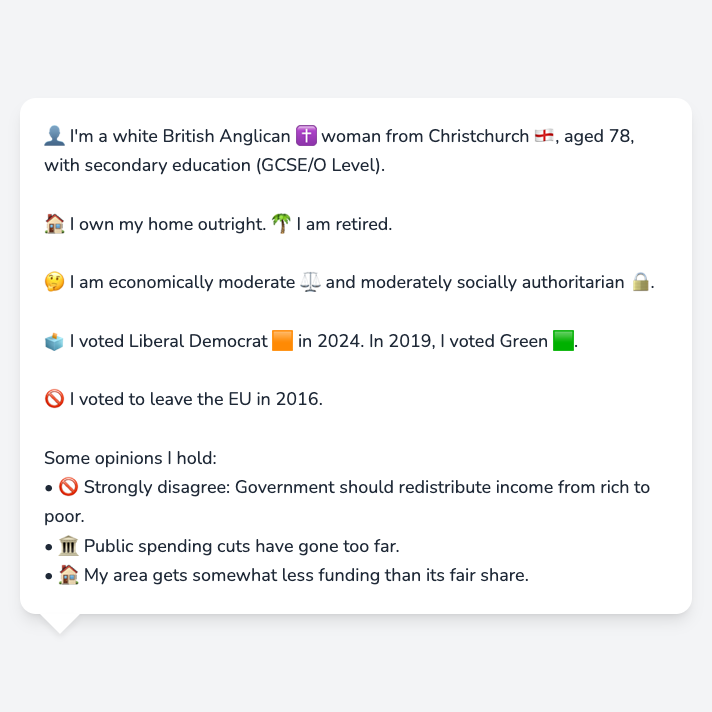 👤 I'm a white British Anglican ✝️ woman from Christchurch 🏴󠁧󠁢󠁥󠁮󠁧󠁿, aged 78,
with secondary education (GCSE/O Level).
🏠 I own my home outright. 🌴 I am retired.
🤔 I am economically moderate ⚖️ and moderately socially authoritarian 🔒.
🗳️ I voted Liberal Democrat 🟧 in 2024. In 2019, I voted Green 🟩.
🚫 I voted to leave the EU in 2016.
Some opinions I hold:
• 🚫 Strongly disagree: Government should redistribute income from rich to
poor.
• 🏛️ Public spending cuts have gone too far.
• 🏠 My area gets somewhat less funding than its fair share.